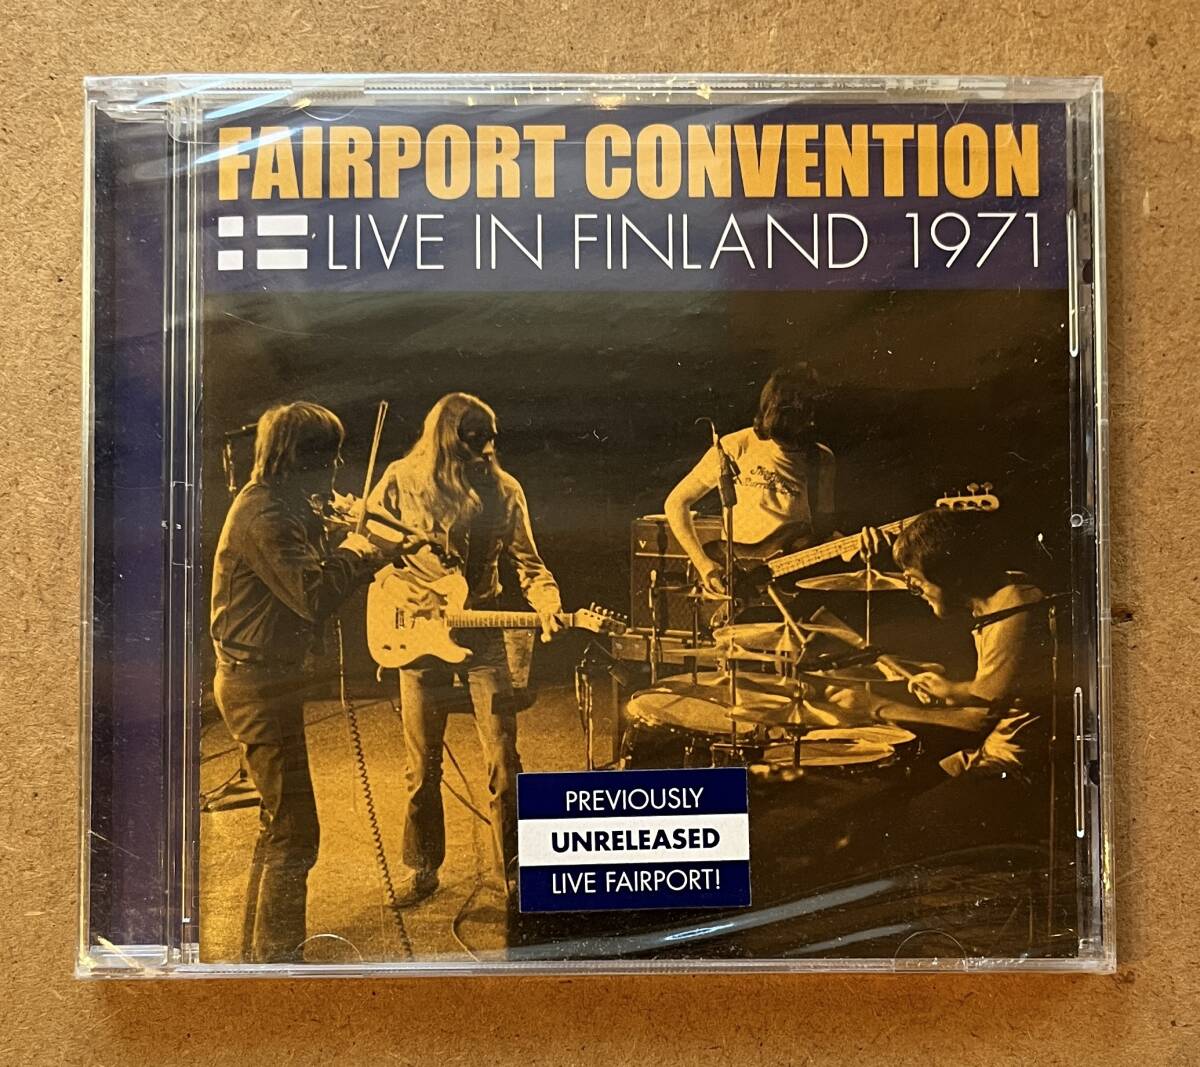 FAIRPORT CONVENTION
LIVE IN FINLAND 1971
V
PREVIOUSLY
UNRELEASED
LIVE FAIRPORT!